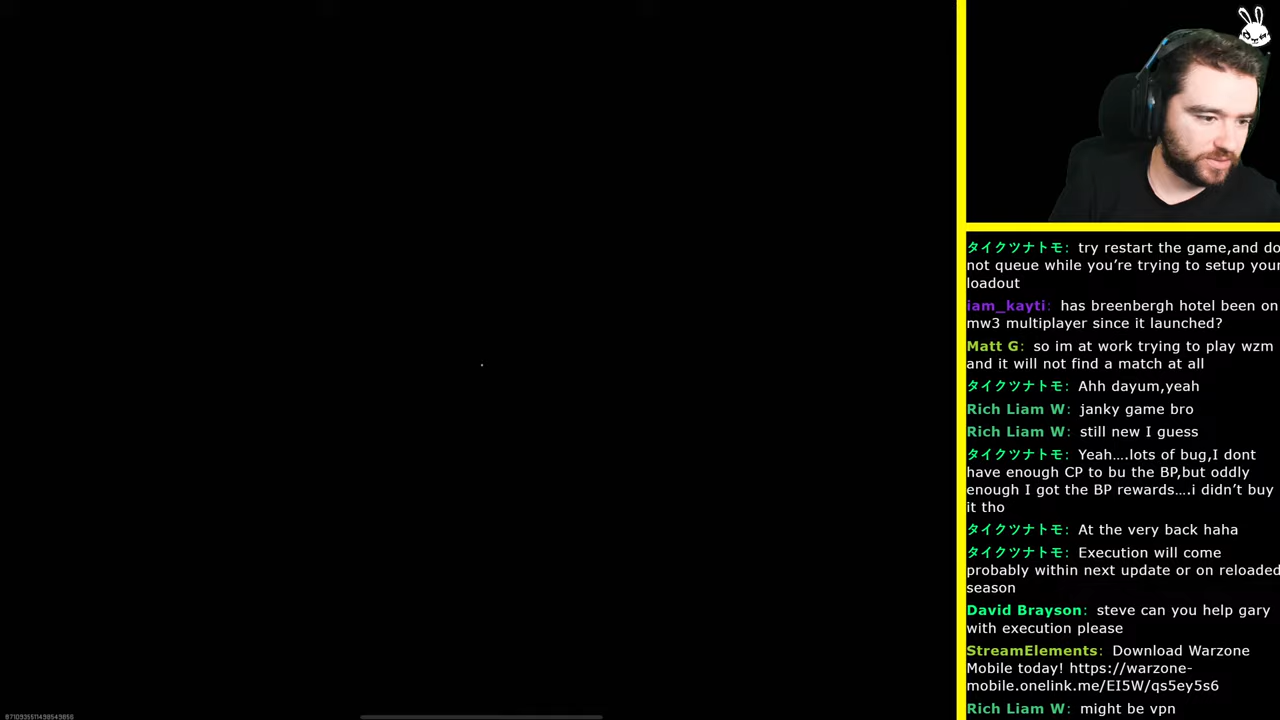 タイクツナトモ: try restart the game,and do
not queue while you’re trying to setup your
loadout
iam_kayti: has breenbergh hotel been on
mw3 multiplayer since it launched?
Matt G: so im at work trying to play wzm
and it will not find a match at all
タイクツナトモ: Ahh dayum,yeah
Rich Liam W: janky game bro
Rich Liam W: still new I guess
タイクツナトモ: Yeah….lots of bug,I dont
have enough CP to bu the BP,but oddly
enough I got the BP rewards….i didn’t buy
it tho
タイクツナトモ: At the very back haha
タイクツナトモ: Execution will come
probably within next update or on reloaded
season
David Brayson: steve can you help gary
with execution please
StreamElements: Download Warzone
Mobile today! https://warzone-
mobile.onelink.me/EI5W/qs5ey5s6
Rich Liam W: might be vpn